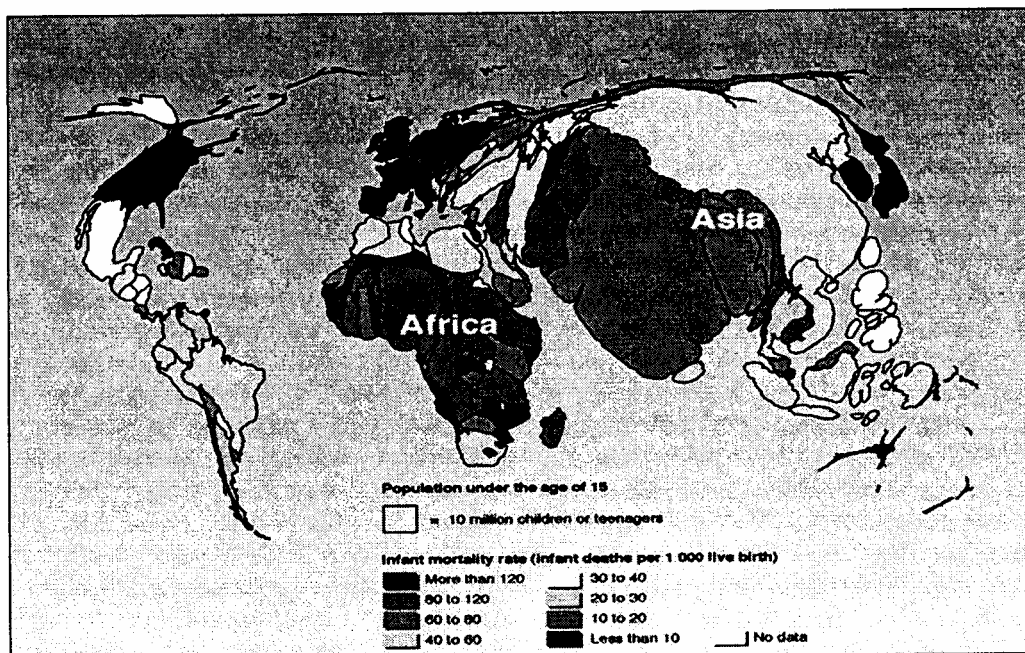 Asia
Africa
Population under the age of 15
= 10 million children or teenagers
Infant mortality rate (infant deaths per 1 000 live birth)
More than 120
80 to 120
60 to 80
40 to 60
30 to 40
20 to 30
10 to 20
Less than 10
No data